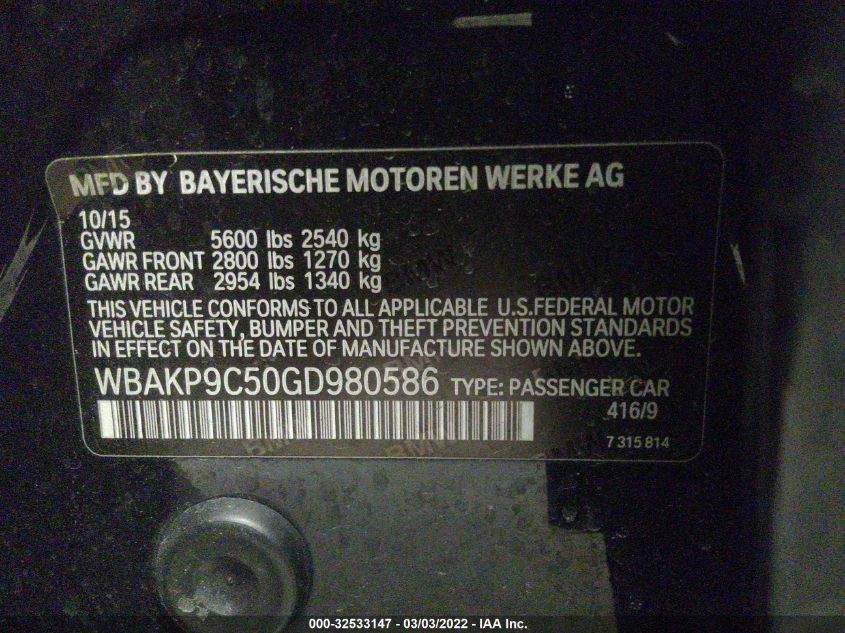 MFD BY BAYERISCHE MOTOREN WERKE AG
10/15
GVWR 5600 lbs 2540 kg
GAWR FRONT 2800 lbs 1270 kg
GAWR REAR 2954 lbs 1340 kg
THIS VEHICLE CONFORMS TO ALL APPLICABLE U.S.FEDERAL MOTOR
VEHICLE SAFETY, BUMPER AND THEFT PREVENTION STANDARDS
IN EFFECT ON THE DATE OF MANUFACTURE SHOWN ABOVE.
WBAKP9C50GD980586 TYPE: PASSENGER CAR
416/9
7 315 814
000-32533147 - 03/03/2022 - IAA Inc.